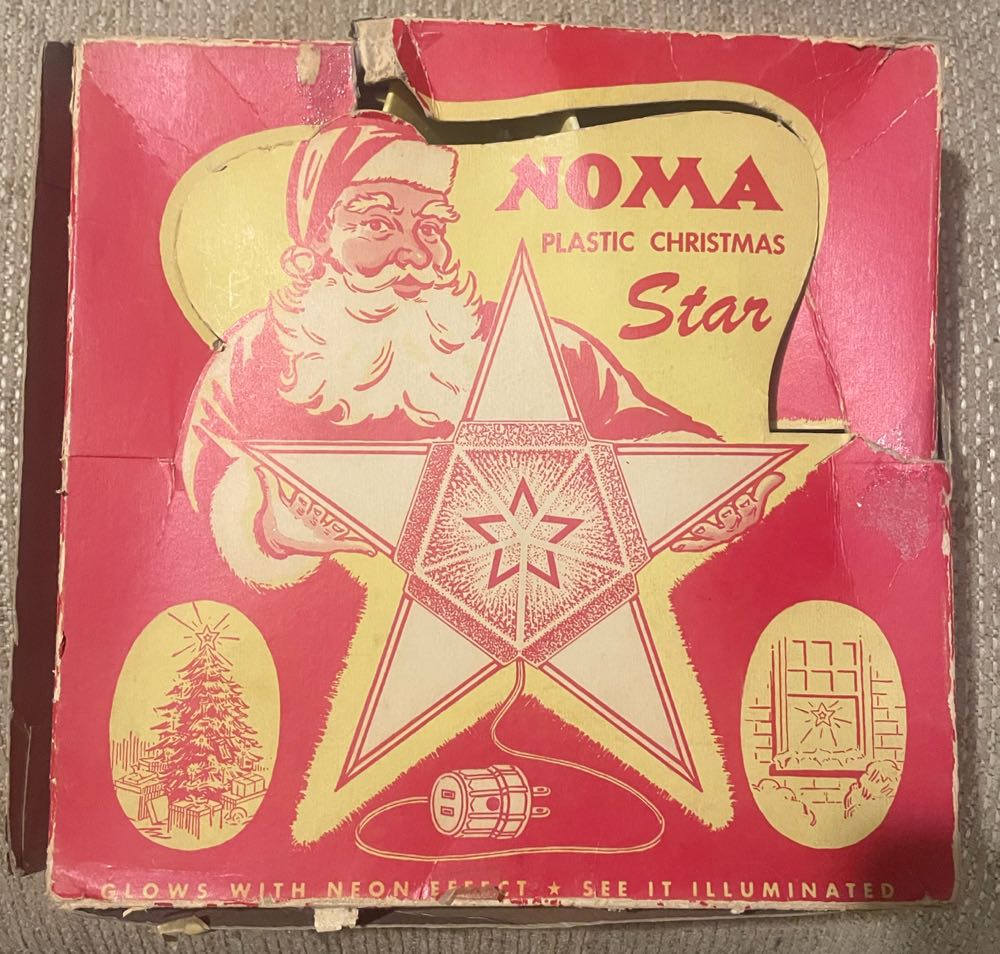 NOMA
PLASTIC CHRISTMAS
Star
GLOWS WITH NEON EFFECT ★ SEE IT ILLUMINATED